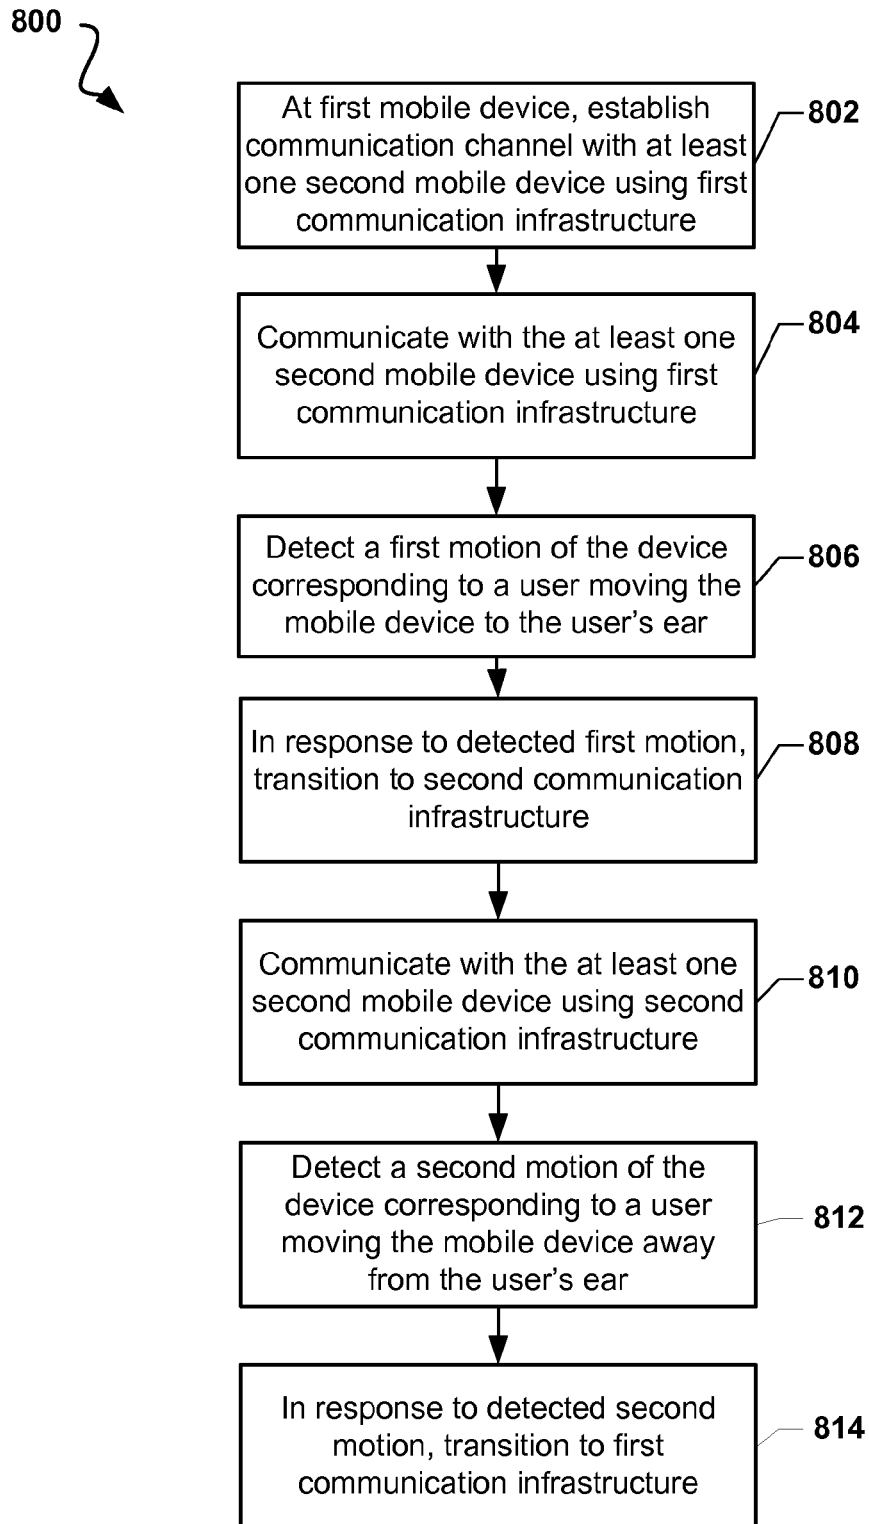 800
At first mobile device, establish
communication channel with at least
one second mobile device using first
communication infrastructure
802
Communicate with the at least one
second mobile device using first
communication infrastructure
804
Detect a first motion of the device
corresponding to a user moving the
mobile device to the user's ear
806
In response to detected first motion,
transition to second communication
infrastructure
808
Communicate with the at least one
second mobile device using second
communication infrastructure
810
Detect a second motion of the
device corresponding to a user
moving the mobile device away
from the user's ear
812
In response to detected second
motion, transition to first
communication infrastructure
814